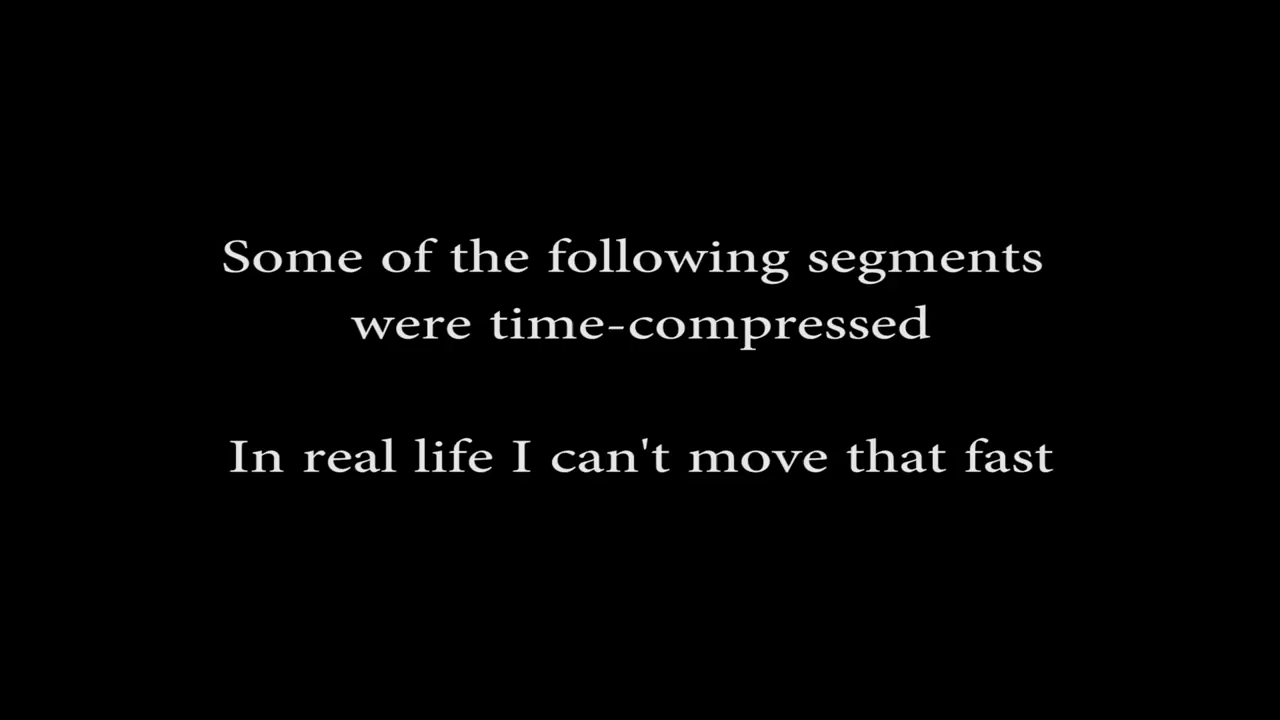 Some of the following segments
were time-compressed
In real life I can't move that fast